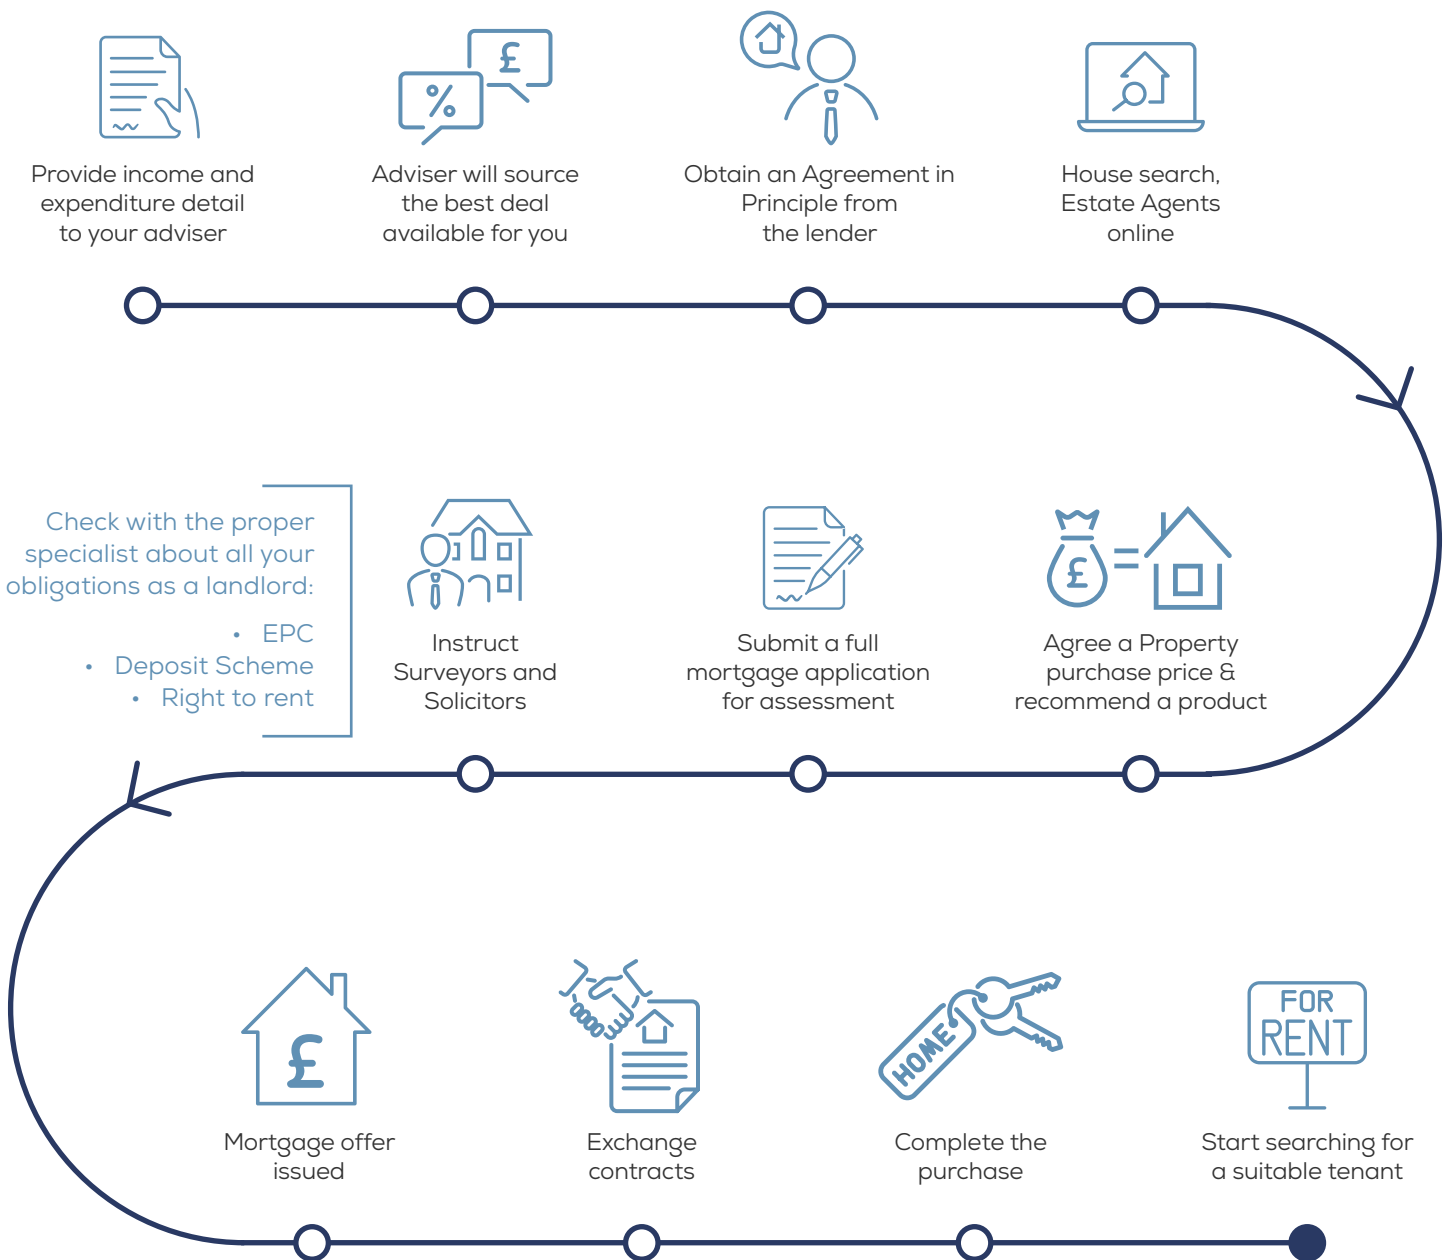 £
%
Provide income and
expenditure detail
to your adviser
Adviser will source
the best deal
available for you
Obtain an Agreement in
Principle from
the lender
House search,
Estate Agents
online
£
=
Agree a Property
purchase price &
recommend a product
Submit a full
mortgage application
for assessment
Instruct
Surveyors and
Solicitors
Check with the proper
specialist about all your
obligations as a landlord:
• EPC
• Deposit Scheme
• Right to rent
£
Mortgage offer
issued
Exchange
contracts
HOME
Complete the
purchase
FOR
RENT
Start searching for
a suitable tenant